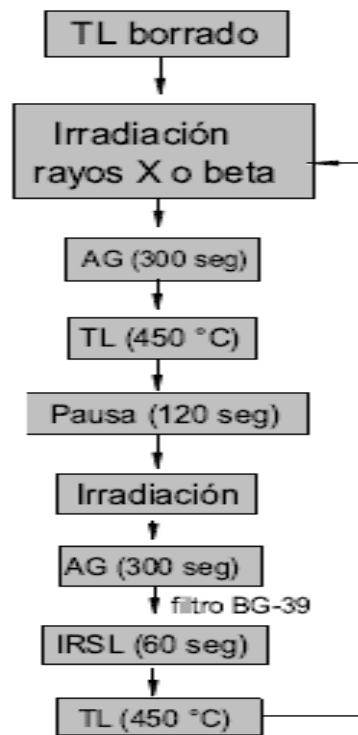 TL borrado
Irradiación
rayos X o beta
AG (300 seg)
TL (450 °C)
Pausa (120 seg)
Irradiación
AG (300 seg)
filtro BG-39
IRSL (60 seg)
TL (450 °C)